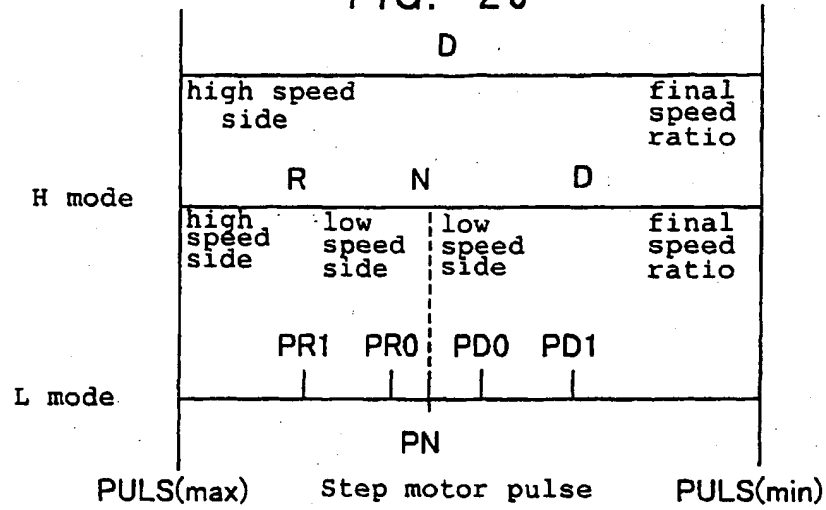 FIG.
D
high speed side
final speed ratio
R N D
H mode
high speed side
low speed side
low speed side
final speed ratio
PR1 PR0 PD0 PD1
L mode
PN
PULS(max) Step motor pulse PULS(min)